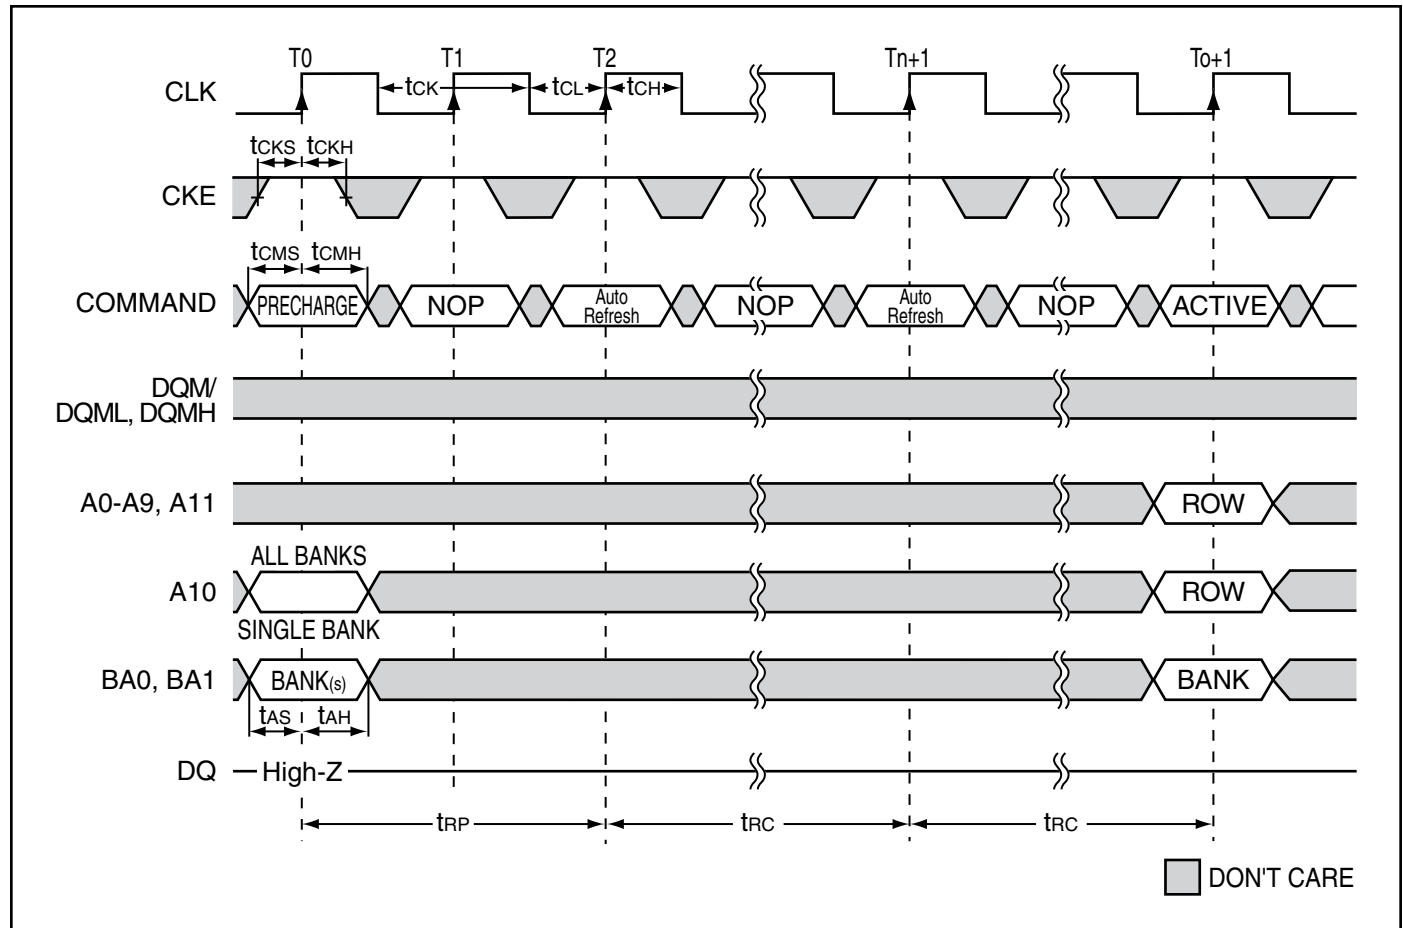 T0 T1 T2 Tn+1 To+1
CLK tCK tCL tCH
tCKS tCKH
CKE
tCMS tCMH
COMMAND PRECHARGE NOP Auto Refresh NOP Auto Refresh NOP ACTIVE
DQM/
DQML, DQMH
A0-A9, A11 ROW
ALL BANKS
A10 ROW
SINGLE BANK
BA0, BA1 BANK(s) BANK
tAS tAH
DQ High-Z
tRP tRC tRC
DON'T CARE